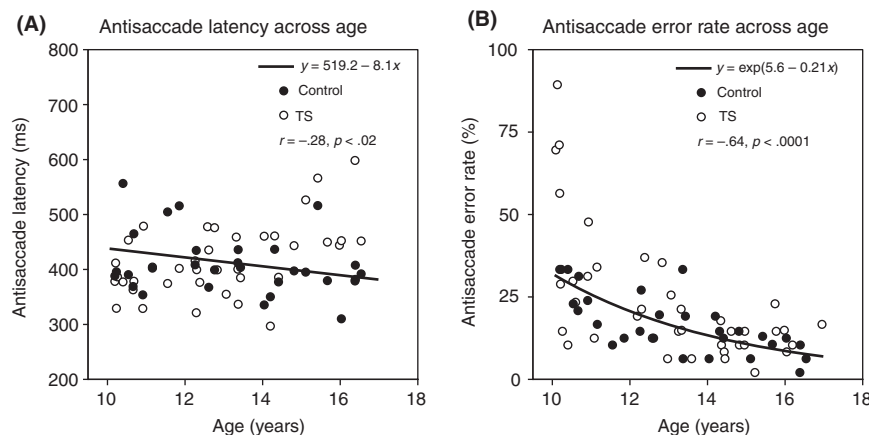 (A) Antisaccade latency across age
800
700
600
500
400
300
200
Antisaccade latency (ms)
y = 519.2 – 8.1x
Control
TS
r = –.28, p < .02
10 12 14 16 18
Age (years)
(B) Antisaccade error rate across age
100
75
50
25
0
Antisaccade error rate (%)
y = exp(5.6 – 0.21x)
Control
TS
r = –.64, p < .0001
10 12 14 16 18
Age (years)